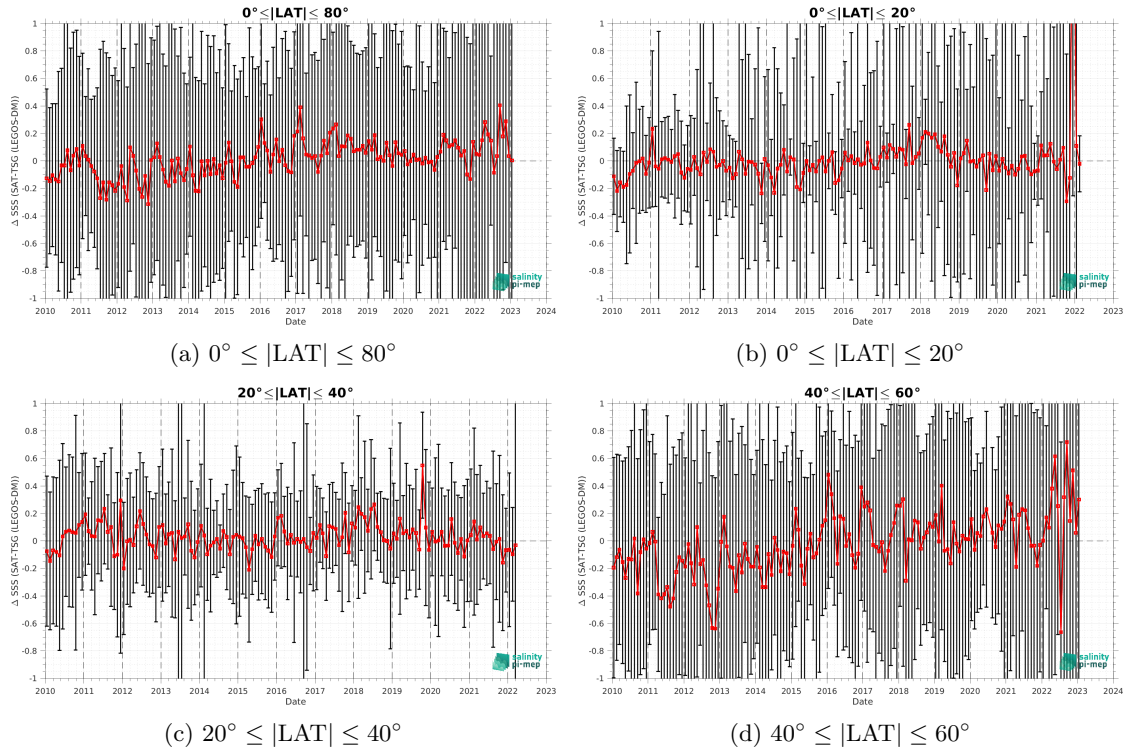 0°≤|LAT|≤ 80°
Δ SSS (SAT-TSG (LEGOS-DM))
1
0.8
0.6
0.4
0.2
0
-0.2
-0.4
-0.6
-0.8
-1
2010 2011 2012 2013 2014 2015 2016 2017 2018 2019 2020 2021 2022 2023 2024
Date
salinity
pi-mep
(a) 0° ≤ |LAT| ≤ 80°
0°≤|LAT|≤ 20°
Δ SSS (SAT-TSG (LEGOS-DM))
1
0.8
0.6
0.4
0.2
0
-0.2
-0.4
-0.6
-0.8
-1
2010 2011 2012 2013 2014 2015 2016 2017 2018 2019 2020 2021 2022 2023
Date
salinity
pi-mep
(b) 0° ≤ |LAT| ≤ 20°
20°≤|LAT|≤ 40°
Δ SSS (SAT-TSG (LEGOS-DM))
1
0.8
0.6
0.4
0.2
0
-0.2
-0.4
-0.6
-0.8
-1
2010 2011 2012 2013 2014 2015 2016 2017 2018 2019 2020 2021 2022 2023
Date
salinity
pi-mep
(c) 20° ≤ |LAT| ≤ 40°
40°≤|LAT|≤ 60°
Δ SSS (SAT-TSG (LEGOS-DM))
1
0.8
0.6
0.4
0.2
0
-0.2
-0.4
-0.6
-0.8
-1
2010 2011 2012 2013 2014 2015 2016 2017 2018 2019 2020 2021 2022 2023 2024
Date
salinity
pi-mep
(d) 40° ≤ |LAT| ≤ 60°